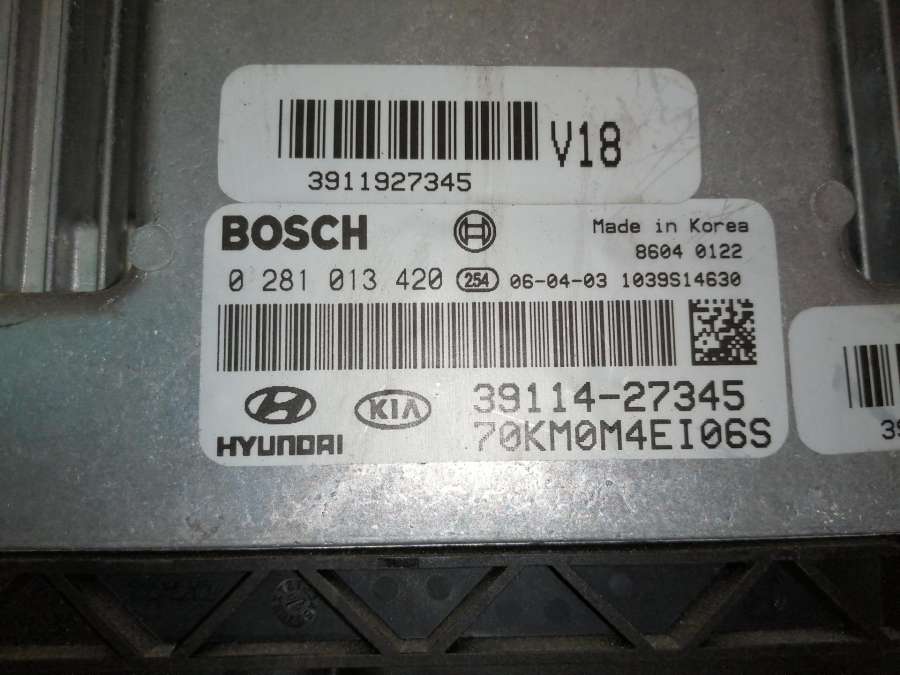 V18
3911927345
BOSCH
Made in Korea
8604 0122
0 281 013 420 254 06-04-03 1039S14630
HYUNDAI KIA 39114-27345
70KM0M4EI06S
39